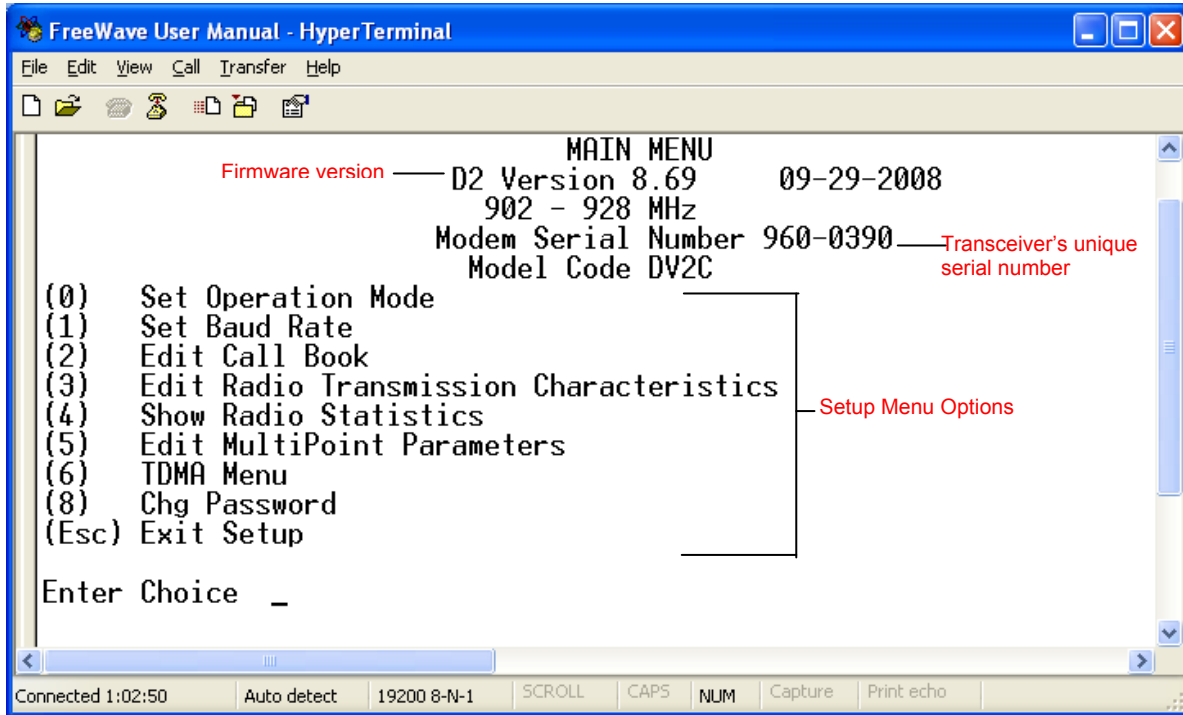 FreeWave User Manual - HyperTerminal
File Edit View Call Transfer Help
MAIN MENU
Firmware version D2 Version 8.69 09-29-2008
902 - 928 MHz
Modem Serial Number 960-0390 Transceiver's unique
Model Code DV2C serial number
(0) Set Operation Mode
(1) Set Baud Rate
(2) Edit Call Book
(3) Edit Radio Transmission Characteristics
(4) Show Radio Statistics Setup Menu Options
(5) Edit MultiPoint Parameters
(6) TDMA Menu
(8) Chg Password
(Esc) Exit Setup
Enter Choice _
Connected 1:02:50 Auto detect 19200 8-N-1 SCROLL CAPS NUM Capture Print echo